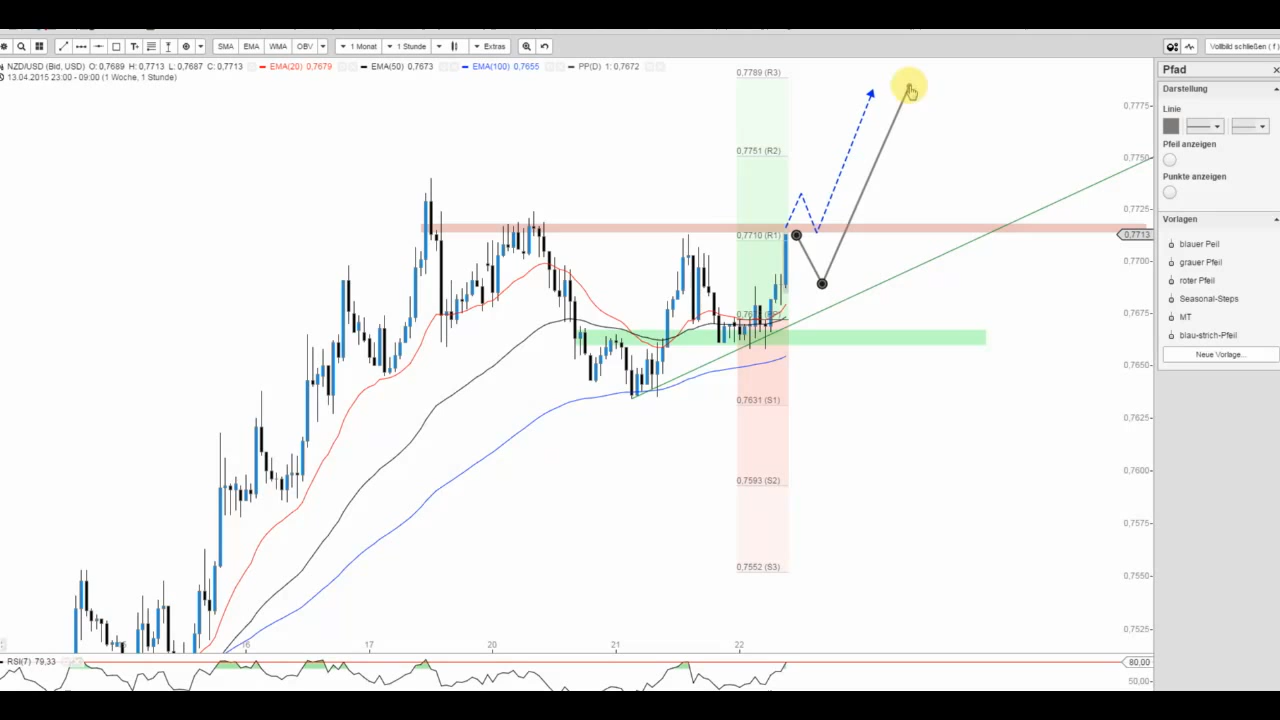 SMA EMA WMA OBV 1 Monat 1 Stunde Extras Vollbild schließen ( f )
NZD/USD (Bid, USD) O: 0,7689 H: 0,7713 L: 0,7687 C: 0,7713 EMA(20) 0,7679 EMA(50) 0,7673 EMA(100) 0,7655 PP(D) 1: 0,7672
13.04.2015 23:00 - 09:00 (1 Woche, 1 Stunde)
Pfad
Darstellung
Linie
Pfeil anzeigen
Punkte anzeigen
Vorlagen
blauer Peil
grauer Pfeil
roter Pfeil
Seasonal-Steps
MT
blau-strich-Pfeil
Neue Vorlage...
0,7789 (R3)
0,7751 (R2)
0,7710 (R1)
0,7631 (S1)
0,7593 (S2)
0,7552 (S3)
0,7775
0,7750
0,7725
0,7713
0,7700
0,7675
0,7650
0,7625
0,7600
0,7575
0,7550
0,7525
16 17 20 21 22
RSI(7) 79,33
80,00
50,00